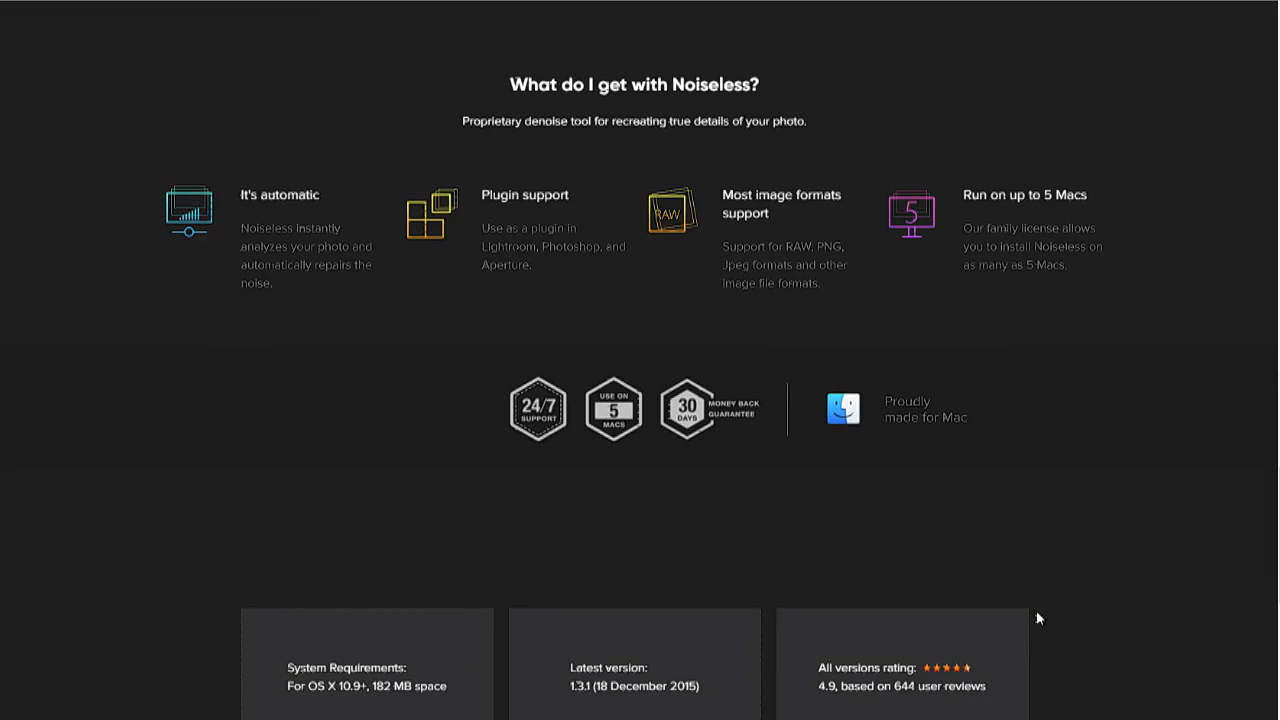 What do I get with Noiseless?
Proprietary denoise tool for recreating true details of your photo.
It's automatic
Noiseless instantly
analyzes your photo and
automatically repairs the
noise.
Plugin support
Use as a plugin in
Lightroom, Photoshop, and
Aperture.
RAW
Most image formats
support
Support for RAW, PNG,
Jpeg formats and other
image file formats.
5
Run on up to 5 Macs
Our family license allows
you to install Noiseless on
as many as 5 Macs.
24/7
SUPPORT
USE ON
5
MACS
30
DAYS
MONEY BACK
GUARANTEE
Proudly
made for Mac
System Requirements:
For OS X 10.9+, 182 MB space
Latest version:
1.3.1 (18 December 2015)
All versions rating:
4.9, based on 644 user reviews